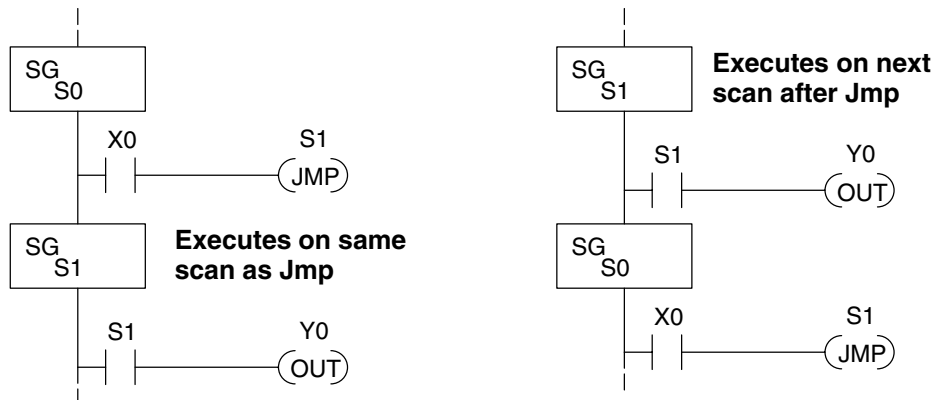 SG
S0
X0 S1
JMP
SG
S1
Executes on same
scan as Jmp
S1 Y0
OUT
SG
S1
Executes on next
scan after Jmp
S1 Y0
OUT
SG
S0
X0 S1
JMP